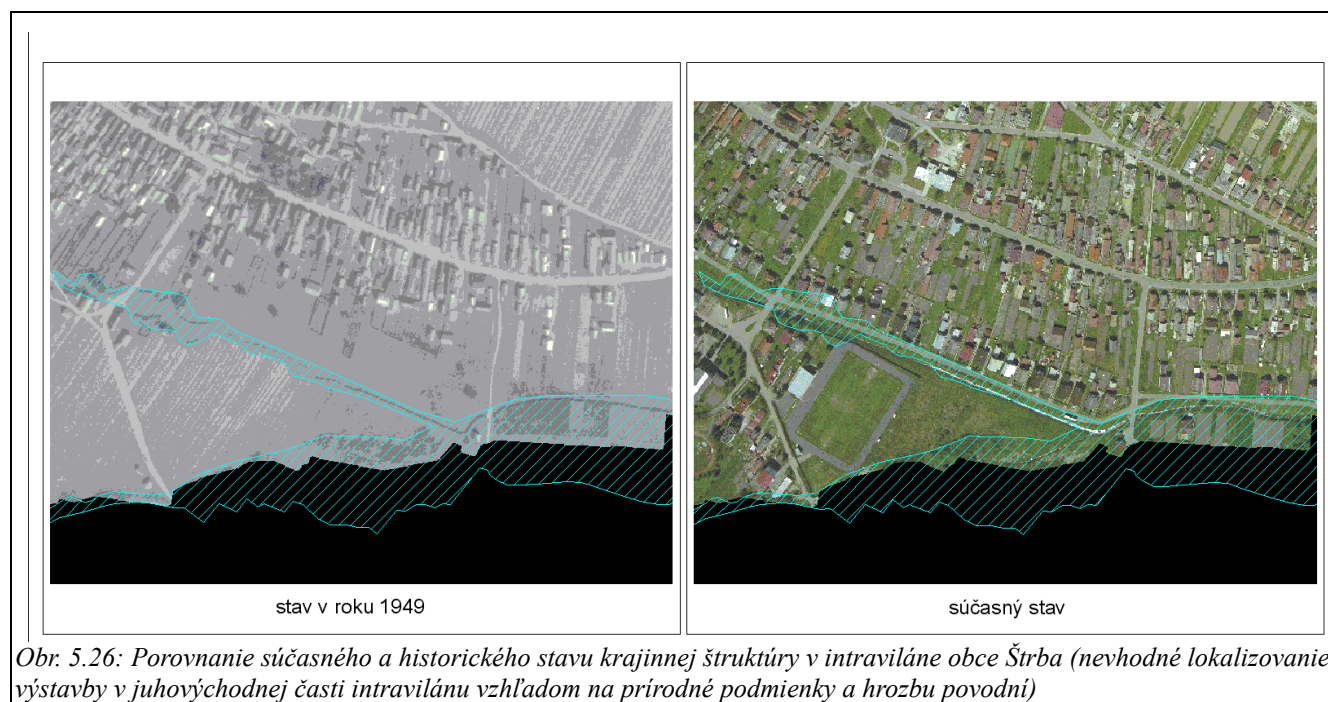 stav v roku 1949
súčasný stav
Obr. 5.26: Porovnanie súčasného a historického stavu krajinnej štruktúry v intraviláne obce Štrba (nevhodné lokalizovanie
výstavby v juhovýchodnej časti intravilánu vzhľadom na prírodné podmienky a hrozbu povodní)